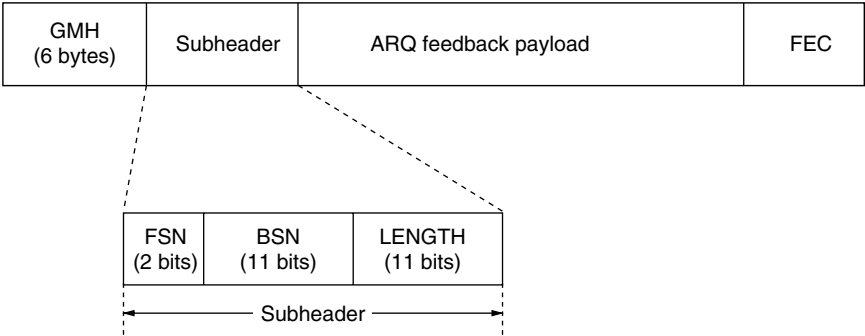 GMH
(6 bytes)
Subheader
ARQ feedback payload
FEC
FSN
(2 bits)
BSN
(11 bits)
LENGTH
(11 bits)
Subheader